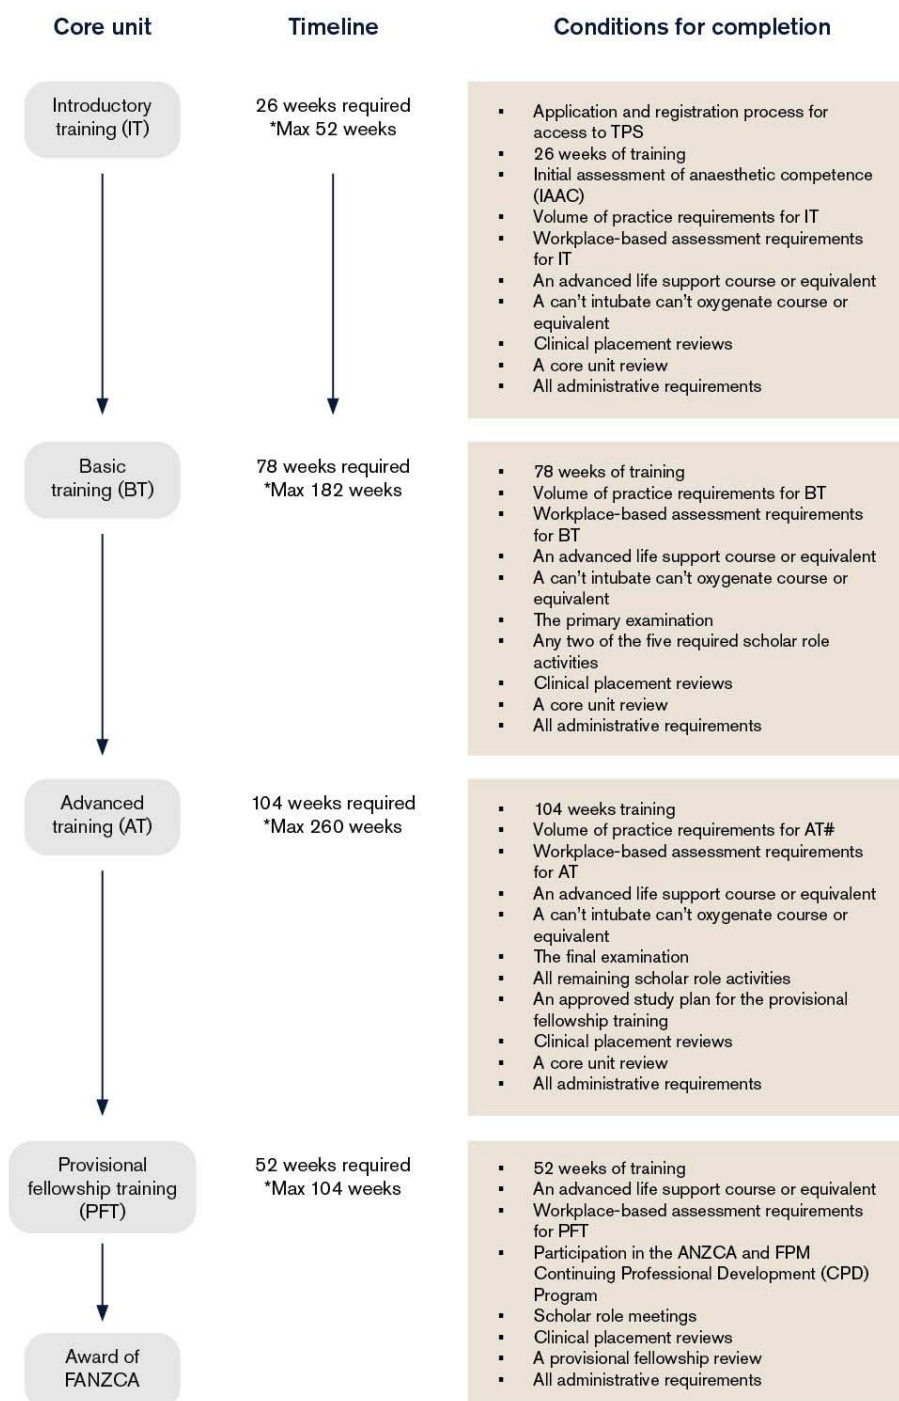 Core unit
Timeline
Conditions for completion
Introductory
training (IT)
26 weeks required
*Max 52 weeks
▪ Application and registration process for
access to TPS
▪ 26 weeks of training
▪ Initial assessment of anaesthetic competence
(IAAC)
▪ Volume of practice requirements for IT
▪ Workplace-based assessment requirements
for IT
▪ An advanced life support course or equivalent
▪ A can’t intubate can’t oxygenate course or
equivalent
▪ Clinical placement reviews
▪ A core unit review
▪ All administrative requirements
Basic
training (BT)
78 weeks required
*Max 182 weeks
▪ 78 weeks of training
▪ Volume of practice requirements for BT
▪ Workplace-based assessment requirements
for BT
▪ An advanced life support course or equivalent
▪ A can’t intubate can’t oxygenate course or
equivalent
▪ The primary examination
▪ Any two of the five required scholar role
activities
▪ Clinical placement reviews
▪ A core unit review
▪ All administrative requirements
Advanced
training (AT)
104 weeks required
*Max 260 weeks
▪ 104 weeks training
▪ Volume of practice requirements for AT#
▪ Workplace-based assessment requirements
for AT
▪ An advanced life support course or equivalent
▪ A can’t intubate can’t oxygenate course or
equivalent
▪ The final examination
▪ All remaining scholar role activities
▪ An approved study plan for the provisional
fellowship training
▪ Clinical placement reviews
▪ A core unit review
▪ All administrative requirements
Provisional
fellowship training
(PFT)
52 weeks required
*Max 104 weeks
▪ 52 weeks of training
▪ An advanced life support course or equivalent
▪ Workplace-based assessment requirements
for PFT
▪ Participation in the ANZCA and FPM
Continuing Professional Development (CPD)
Program
▪ Scholar role meetings
▪ Clinical placement reviews
▪ A provisional fellowship review
▪ All administrative requirements
Award of
FANZCA